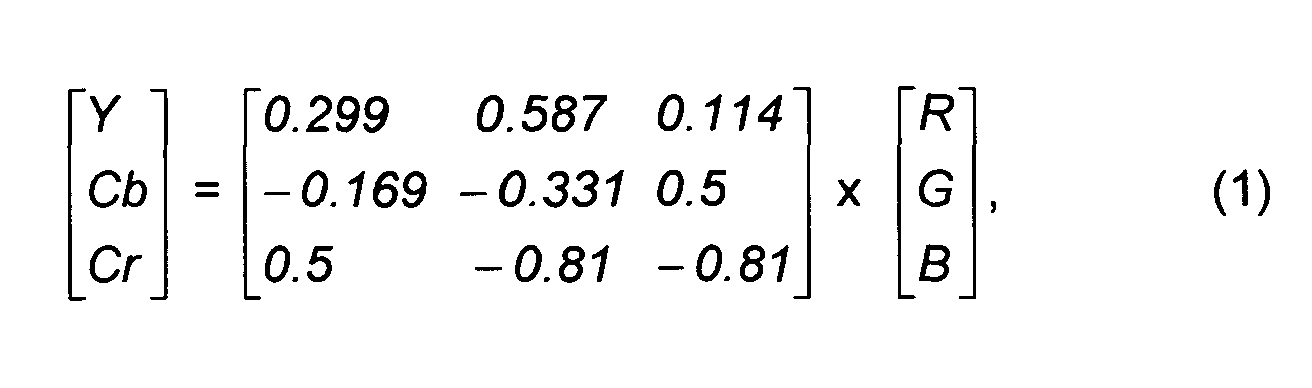 [Y] [0.299 0.587 0.114] [R]
[Cb] = [−0.169 −0.331 0.5] x [G], (1)
[Cr] [0.5 −0.81 −0.81] [B]